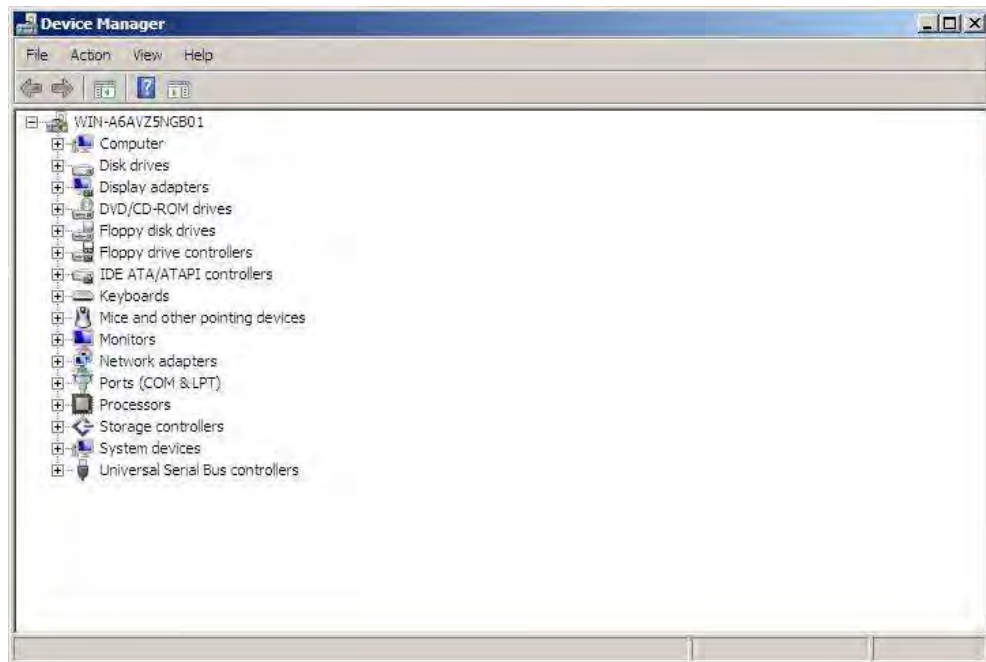 Device Manager
File Action View Help
WIN-A6AVZ5NGB01
Computer
Disk drives
Display adapters
DVD/CD-ROM drives
Floppy disk drives
Floppy drive controllers
IDE ATA/ATAPI controllers
Keyboards
Mice and other pointing devices
Monitors
Network adapters
Ports (COM & LPT)
Processors
Storage controllers
System devices
Universal Serial Bus controllers